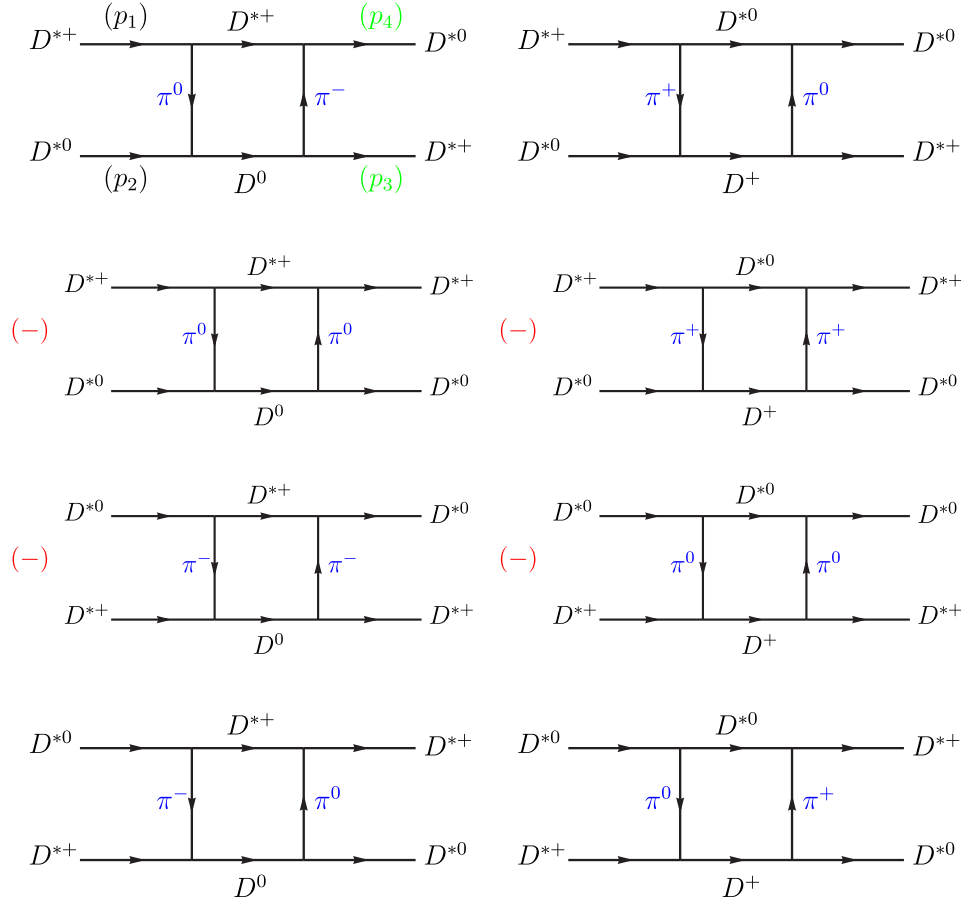 (p₁) D*⁺ (p₄) D*⁰
D*⁺ D*⁰ D*⁺ D*⁰
π⁰ π⁻ π⁺ π⁰
D*⁰ D*⁺ D*⁰ D*⁺
(p₂) D⁰ (p₃) D⁺
D*⁺ D*⁰
D*⁺ D*⁺ D*⁺ D*⁺
(−) π⁰ π⁰ (−) π⁺ π⁺
D*⁰ D*⁰ D*⁰ D*⁰
D⁰ D⁺
D*⁺ D*⁰
D*⁰ D*⁰ D*⁰ D*⁰
(−) π⁻ π⁻ (−) π⁰ π⁰
D*⁺ D*⁺ D*⁺ D*⁺
D⁰ D⁺
D*⁺ D*⁰
D*⁰ D*⁺ D*⁰ D*⁺
π⁻ π⁰ π⁰ π⁺
D*⁺ D*⁰ D*⁺ D*⁰
D⁰ D⁺